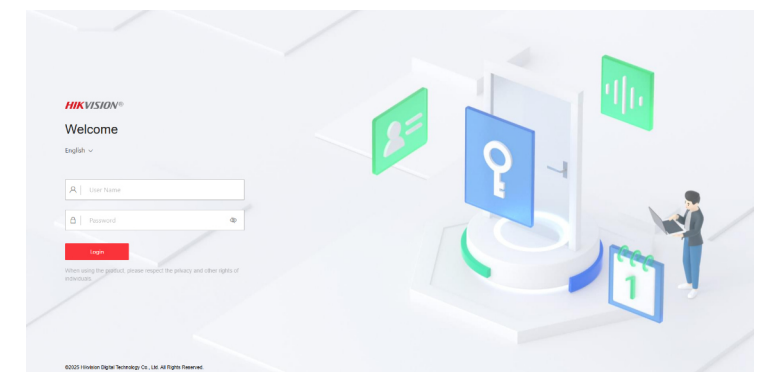 HIKVISION®
Welcome
English
User Name
Password
Login
When using the product, please respect the privacy and other rights of
individuals.
1
©2025 Hikvision Digital Technology Co., Ltd. All Rights Reserved.